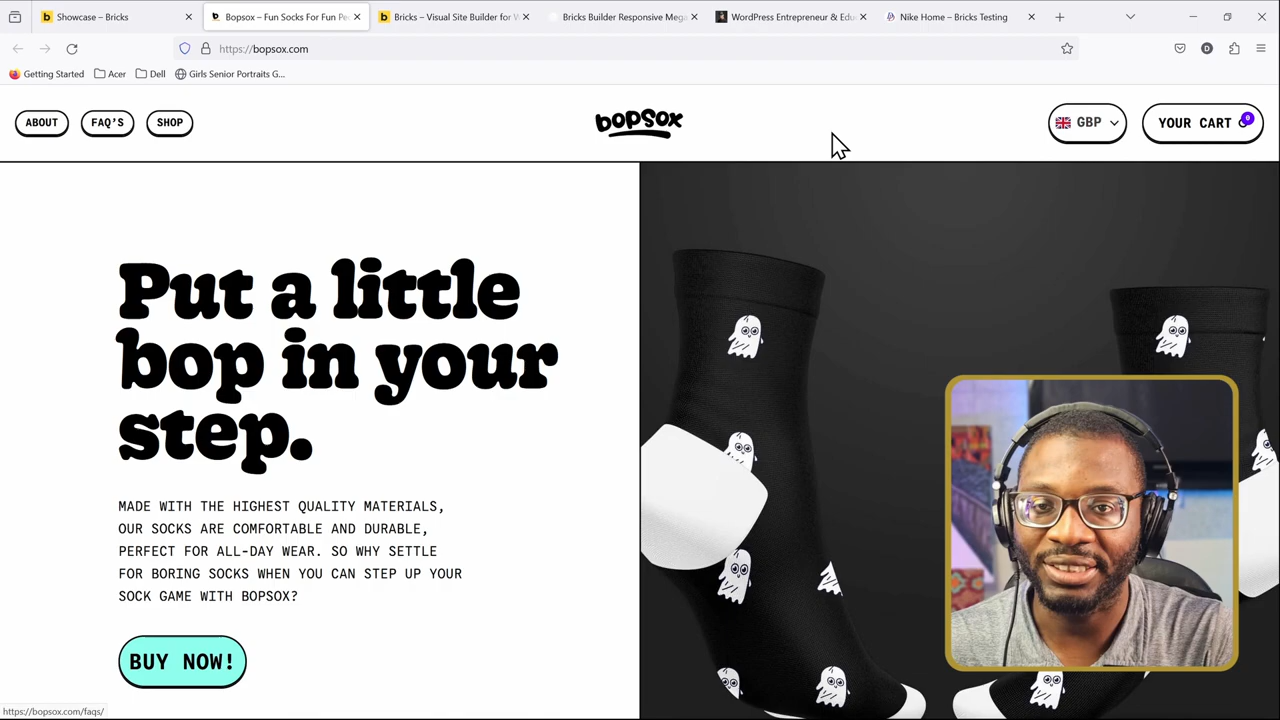 Showcase – Bricks
Bopsox – Fun Socks For Fun Pe
Bricks – Visual Site Builder for W
Bricks Builder Responsive Mega
WordPress Entrepreneur & Edu
Nike Home – Bricks Testing
https://bopsox.com
Getting Started
Acer
Dell
Girls Senior Portraits G...
ABOUT
FAQ'S
SHOP
bopsox
GBP
YOUR CART
0
Put a little
bop in your
step.
MADE WITH THE HIGHEST QUALITY MATERIALS,
OUR SOCKS ARE COMFORTABLE AND DURABLE,
PERFECT FOR ALL-DAY WEAR. SO WHY SETTLE
FOR BORING SOCKS WHEN YOU CAN STEP UP YOUR
SOCK GAME WITH BOPSOX?
BUY NOW!
https://bopsox.com/faqs/